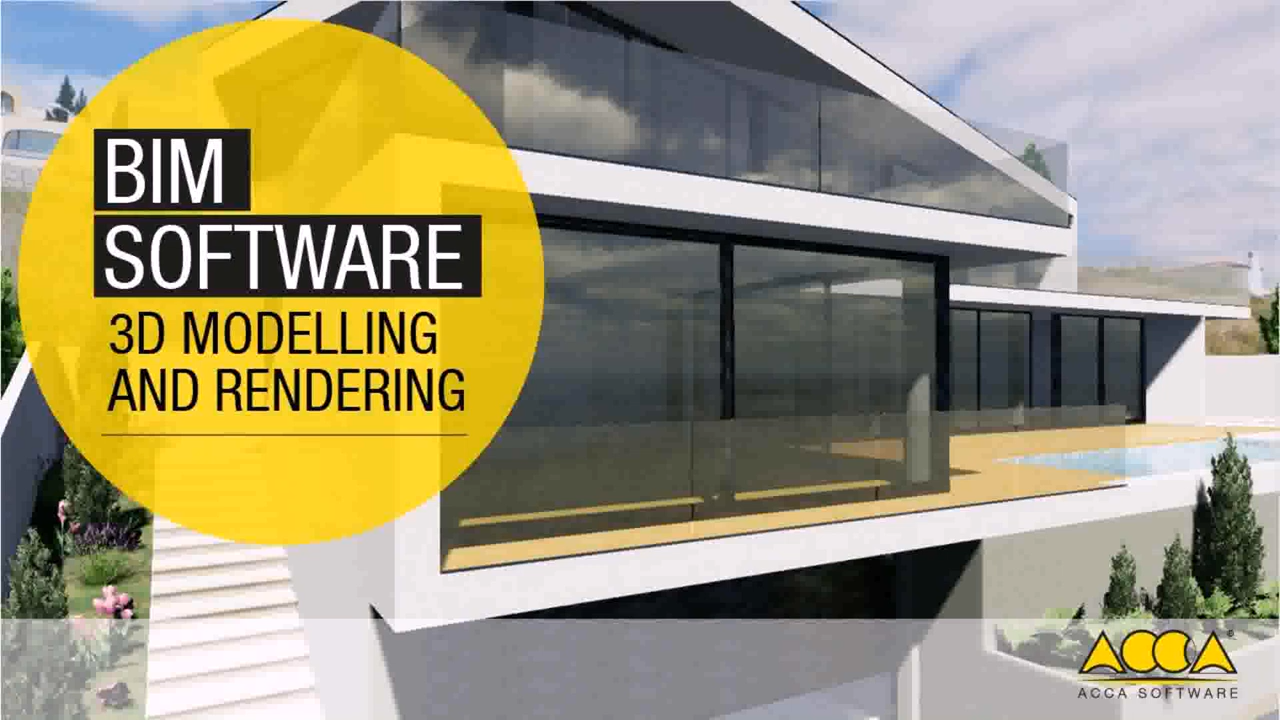 BIM
SOFTWARE
3D MODELLING
AND RENDERING
ACCA®
ACCA SOFTWARE